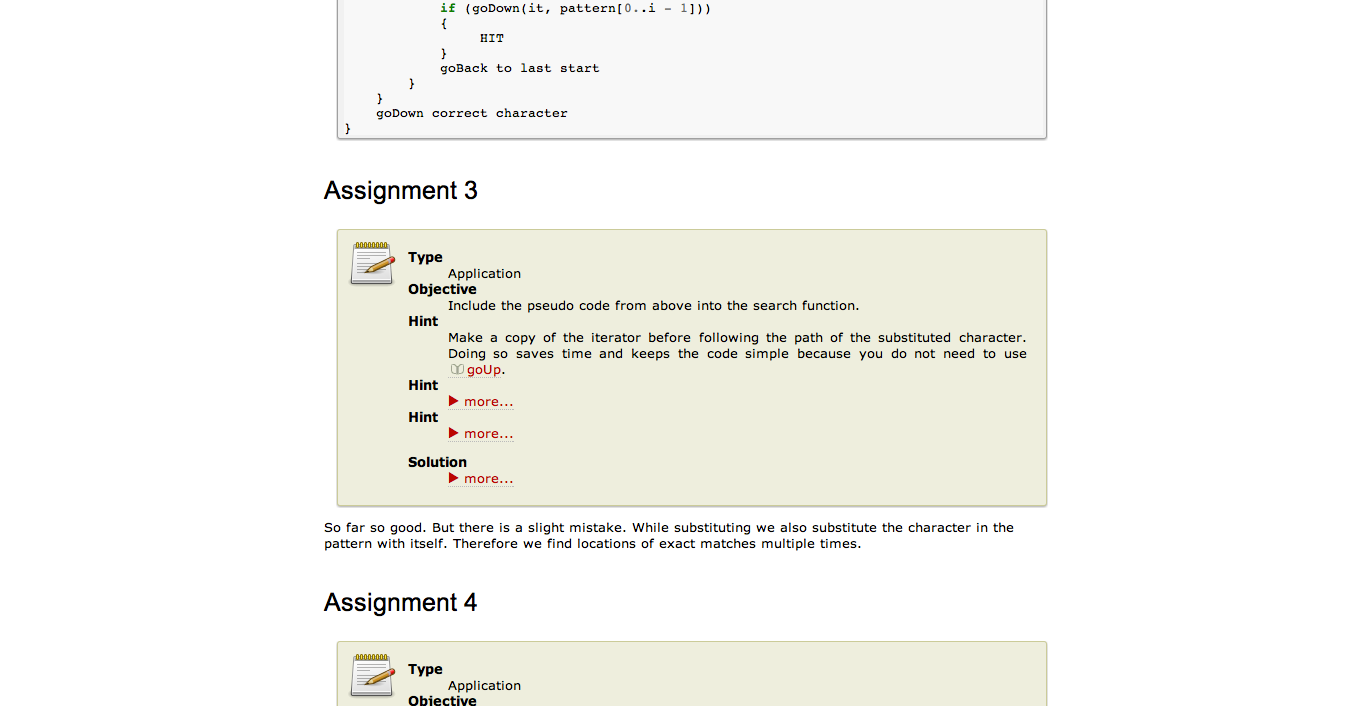 if (goDown(it, pattern[0..i - 1]))
{
HIT
}
goBack to last start
}
}
goDown correct character
}
Assignment 3
Type
Application
Objective
Include the pseudo code from above into the search function.
Hint
Make a copy of the iterator before following the path of the substituted character.
Doing so saves time and keeps the code simple because you do not need to use
goUp.
Hint
more...
Hint
more...
Solution
more...
So far so good. But there is a slight mistake. While substituting we also substitute the character in the
pattern with itself. Therefore we find locations of exact matches multiple times.
Assignment 4
Type
Application
Objective